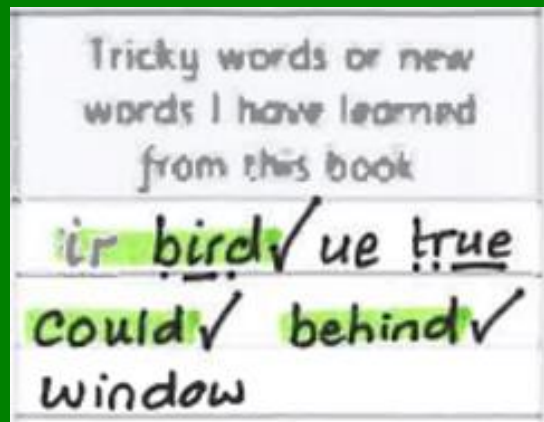 Tricky words or new
words I have learned
from this book
ir bird✓ ue true
could✓ behind✓
window